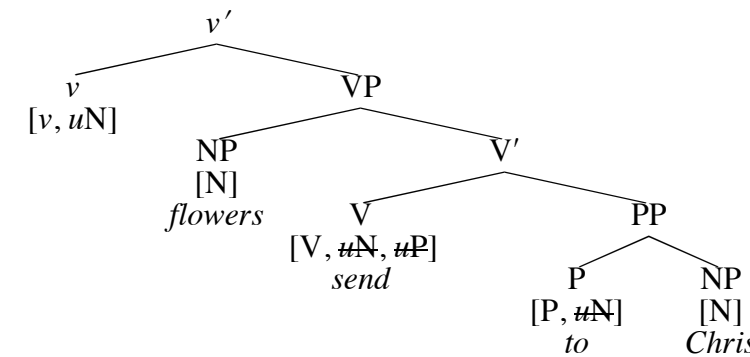 v′
v VP
[v, uN]
NP V′
[N]
flowers V PP
[V, uN, uP]
send P NP
[P, uN] [N]
to Chris